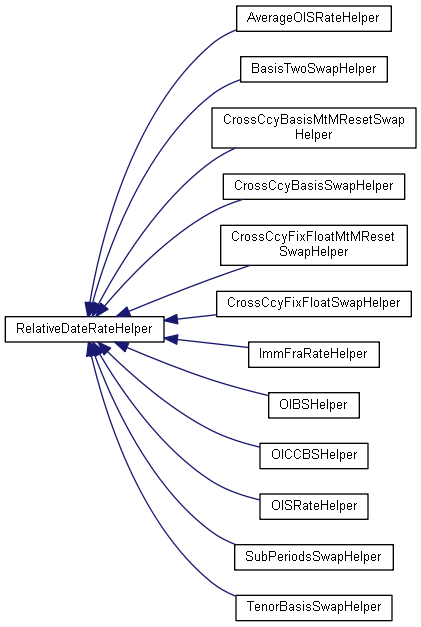 AverageOISRateHelper
BasisTwoSwapHelper
CrossCcyBasisMtMResetSwap
Helper
CrossCcyBasisSwapHelper
CrossCcyFixFloatMtMReset
SwapHelper
CrossCcyFixFloatSwapHelper
RelativeDateRateHelper
ImmFraRateHelper
OIBSHelper
OICCBSHelper
OISRateHelper
SubPeriodsSwapHelper
TenorBasisSwapHelper